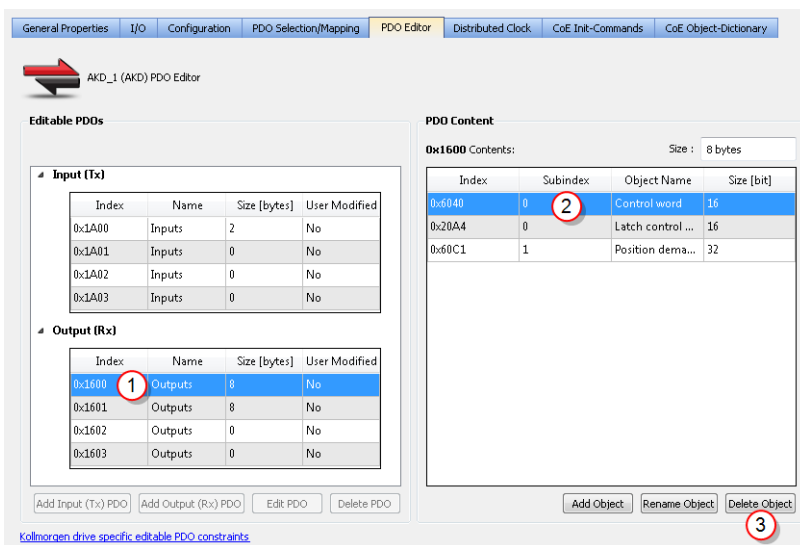 General Properties I/O Configuration PDO Selection/Mapping PDO Editor Distributed Clock CoE Init-Commands CoE Object-Dictionary
AKD_1 (AKD) PDO Editor
Editable PDOs
Input (Tx)
Index Name Size [bytes] User Modified
0x1A00 Inputs 2 No
0x1A01 Inputs 0 No
0x1A02 Inputs 0 No
0x1A03 Inputs 0 No
Output (Rx)
Index Name Size [bytes] User Modified
0x1600 1 Outputs 8 No
0x1601 Outputs 8 No
0x1602 Outputs 0 No
0x1603 Outputs 0 No
Add Input (Tx) PDO Add Output (Rx) PDO Edit PDO Delete PDO
Kollmorgen drive specific editable PDO constraints
PDO Content
0x1600 Contents: Size : 8 bytes
Index Subindex Object Name Size [bit]
0x6040 0 2 Control word 16
0x20A4 0 Latch control ... 16
0x60C1 1 Position dema... 32
Add Object Rename Object Delete Object
3